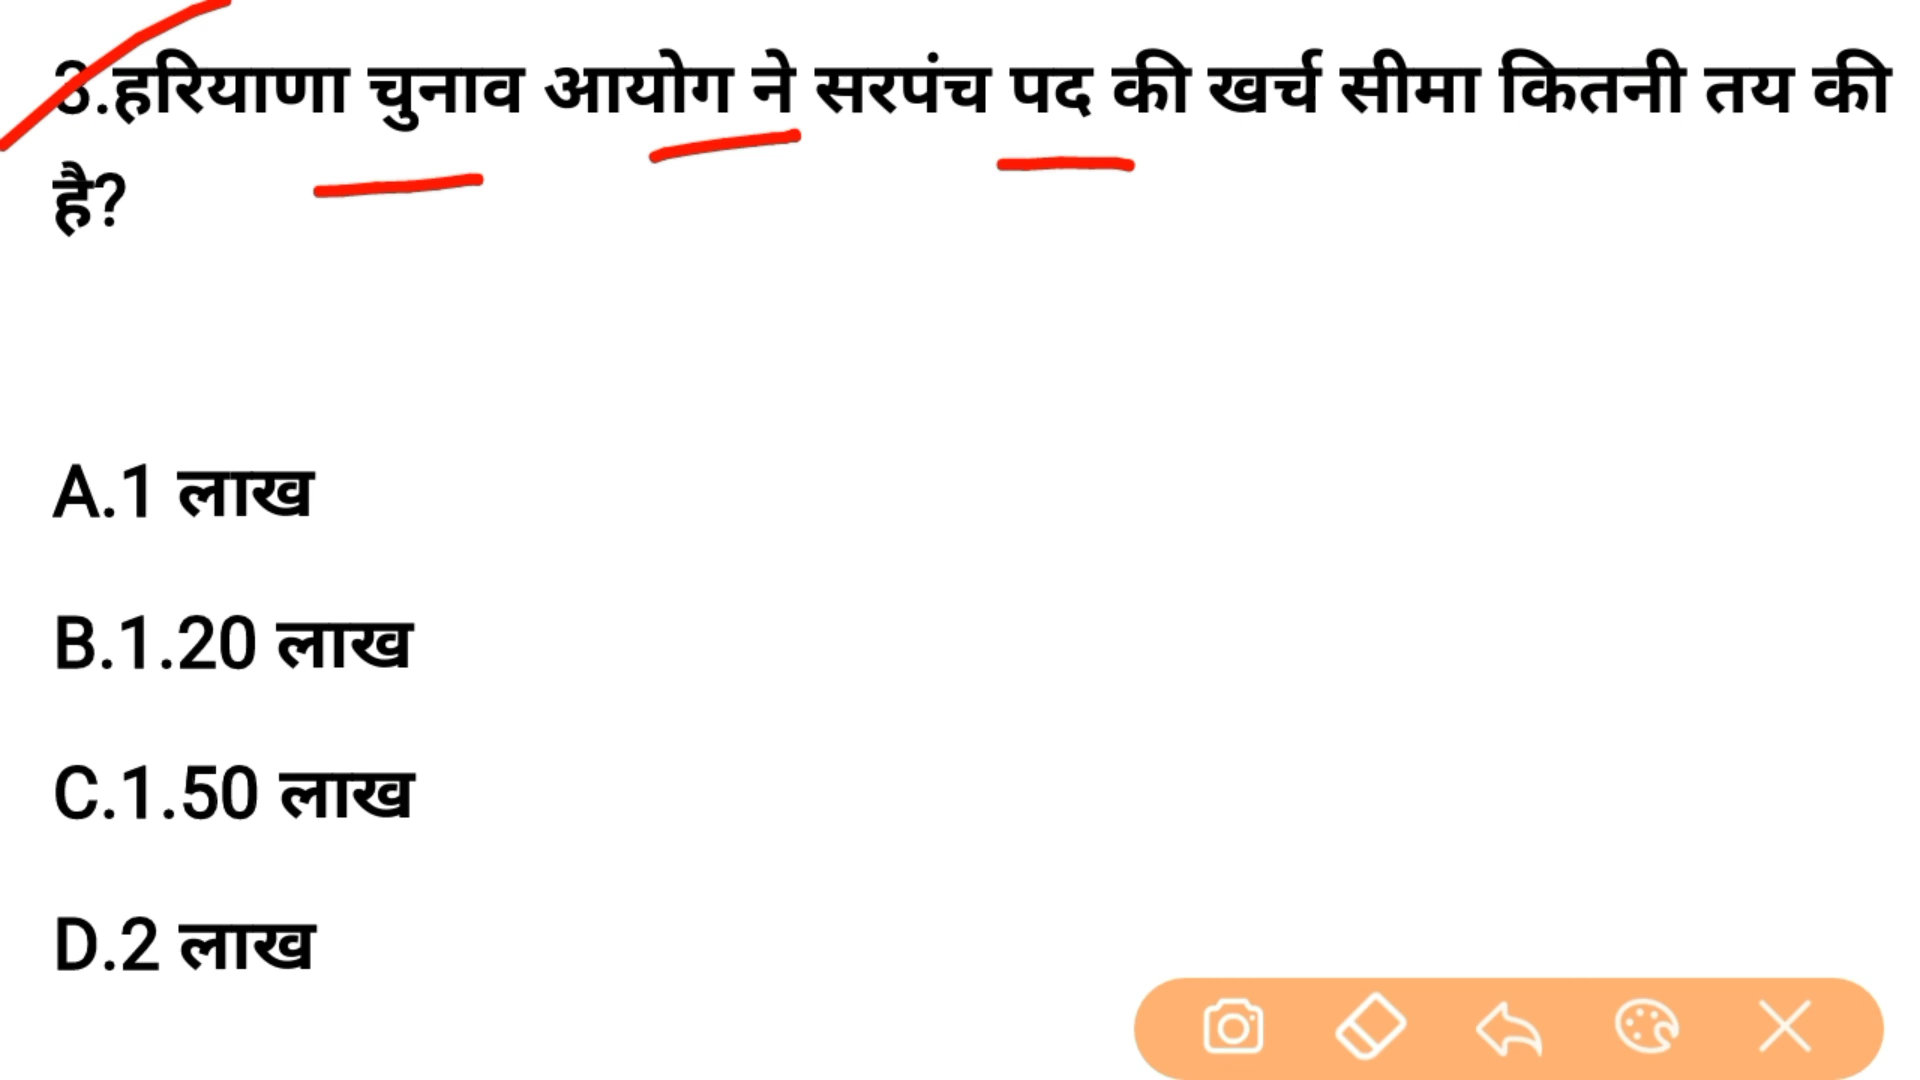 3.हरियाणा चुनाव आयोग ने सरपंच पद की खर्च सीमा कितनी तय की
है?
A.1 लाख
B.1.20 लाख
C.1.50 लाख
D.2 लाख